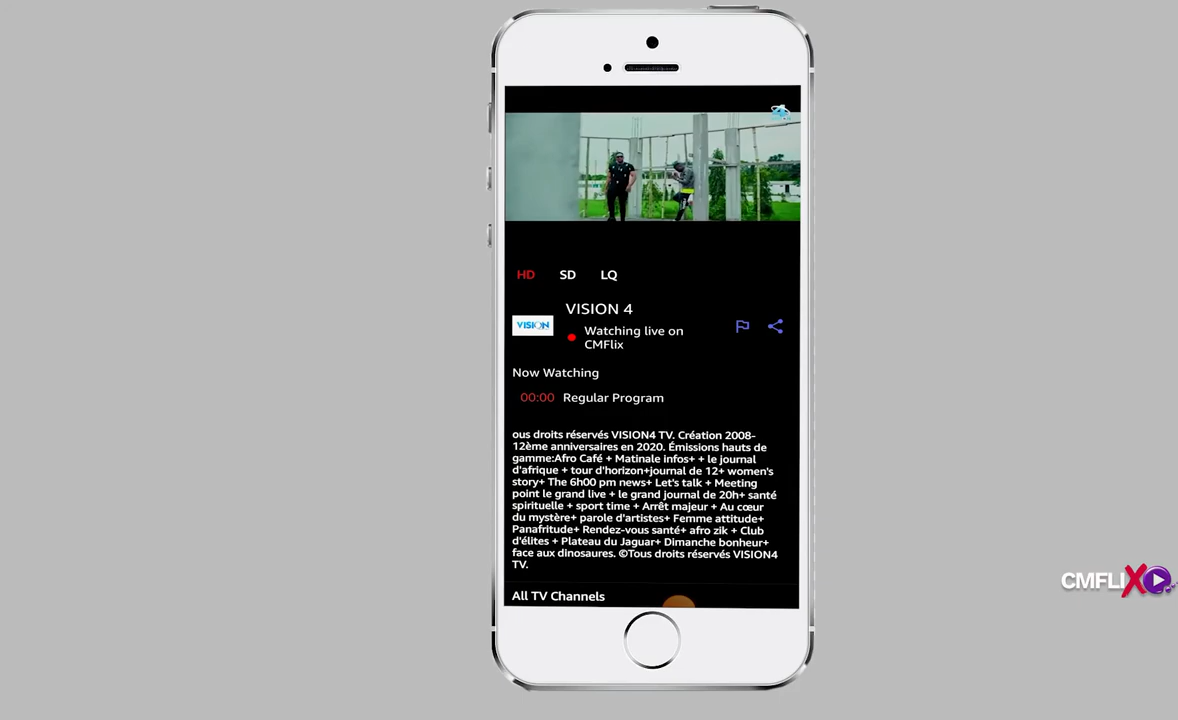 HD SD LQ
VISION 4
VISION
Watching live on
CMFlix
Now Watching
00:00 Regular Program
ous droits réservés VISION4 TV. Création 2008-
12ème anniversaires en 2020. Émissions hauts de
gamme:Afro Café + Matinale infos+ + le journal
d'afrique + tour d'horizon+journal de 12+ women's
story+ The 6h00 pm news+ Let's talk + Meeting
point le grand live + le grand journal de 20h+ santé
spirituelle + sport time + Arrêt majeur + Au cœur
du mystère+ parole d'artistes+ Femme attitude+
Panafritude+ Rendez-vous santé+ afro zik + Club
d'élites + Plateau du Jaguar+ Dimanche bonheur+
face aux dinosaures. ©Tous droits réservés VISION4
TV.
All TV Channels
CMFLIX